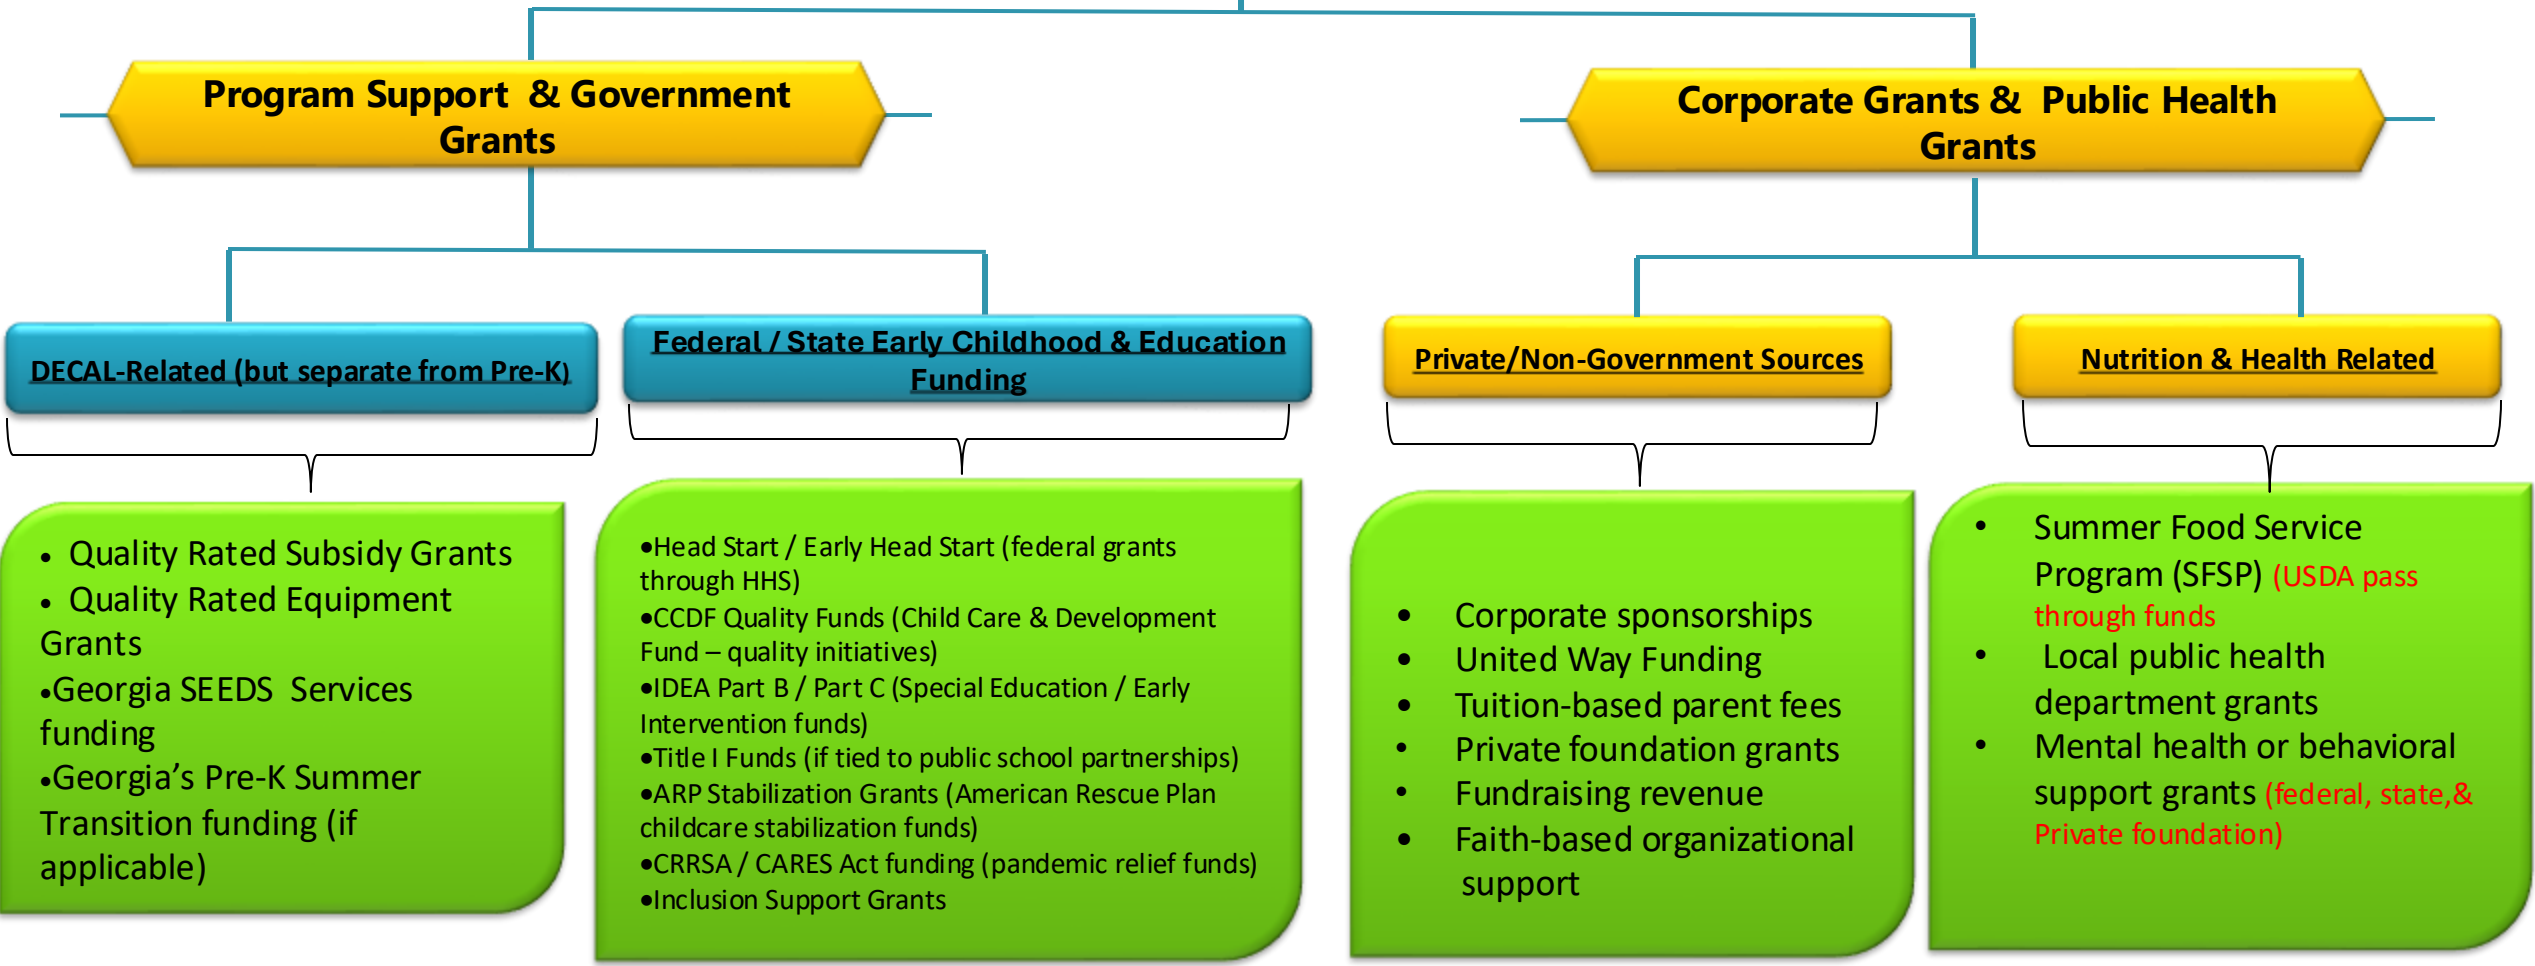 Program Support & Government
Grants
Corporate Grants & Public Health
Grants
DECAL-Related (but separate from Pre-K)
Federal / State Early Childhood & Education
Funding
Private/Non-Government Sources
Nutrition & Health Related
• Quality Rated Subsidy Grants
• Quality Rated Equipment
Grants
•Georgia SEEDS Services
funding
•Georgia’s Pre-K Summer
Transition funding (if
applicable)
•Head Start / Early Head Start (federal grants
through HHS)
•CCDF Quality Funds (Child Care & Development
Fund – quality initiatives)
•IDEA Part B / Part C (Special Education / Early
Intervention funds)
•Title I Funds (if tied to public school partnerships)
•ARP Stabilization Grants (American Rescue Plan
childcare stabilization funds)
•CRRSA / CARES Act funding (pandemic relief funds)
•Inclusion Support Grants
• Corporate sponsorships
• United Way Funding
• Tuition-based parent fees
• Private foundation grants
• Fundraising revenue
• Faith-based organizational
support
• Summer Food Service
Program (SFSP) (USDA pass
through funds
• Local public health
department grants
• Mental health or behavioral
support grants (federal, state,&
Private foundation)